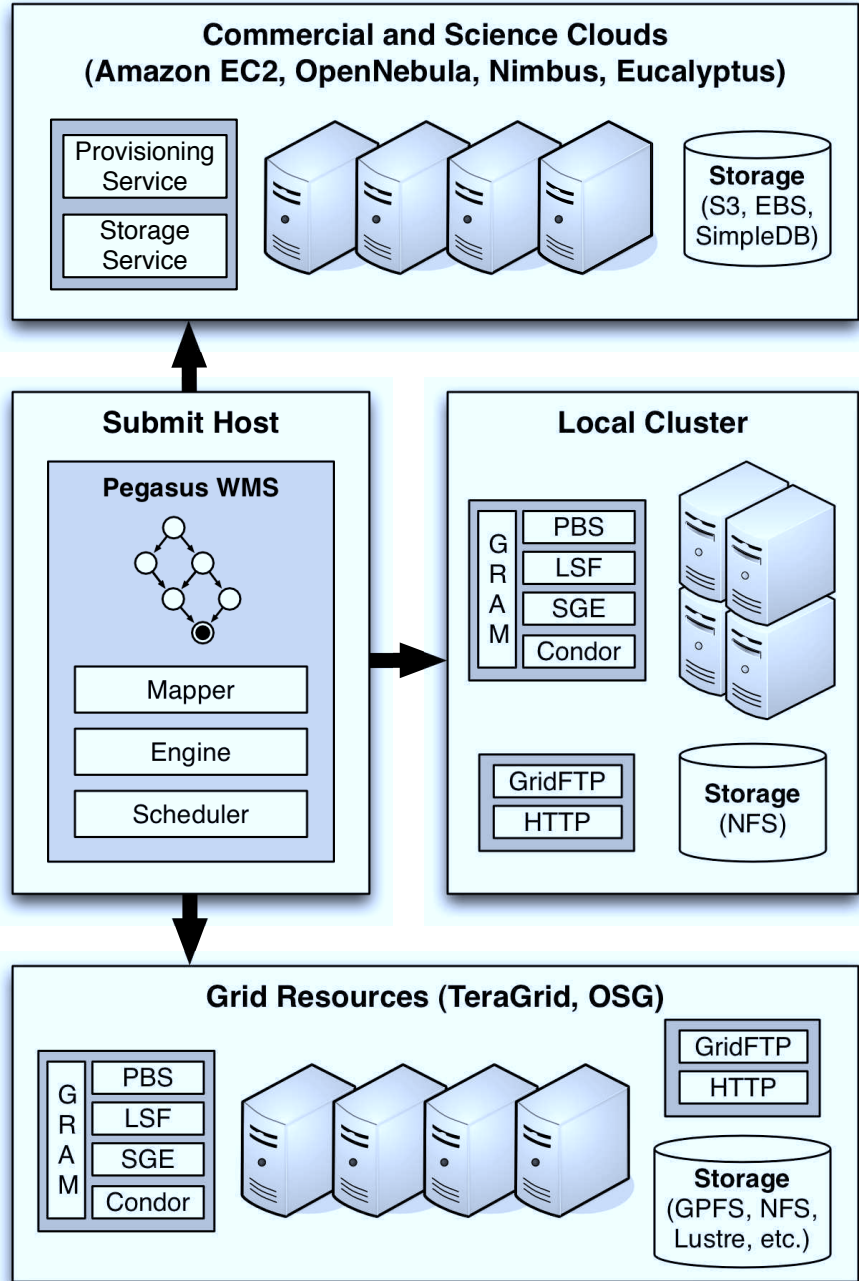 Commercial and Science Clouds
(Amazon EC2, OpenNebula, Nimbus, Eucalyptus)
Provisioning
Service
Storage
Service
Storage
(S3, EBS,
SimpleDB)
Submit Host
Pegasus WMS
Mapper
Engine
Scheduler
Local Cluster
GRAM
PBS
LSF
SGE
Condor
GridFTP
HTTP
Storage
(NFS)
Grid Resources (TeraGrid, OSG)
GRAM
PBS
LSF
SGE
Condor
GridFTP
HTTP
Storage
(GPFS, NFS,
Lustre, etc.)